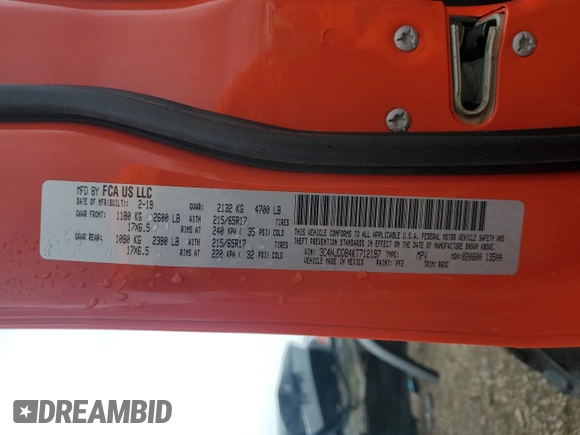 MFD BY FCA US LLC
DATE OF MFR(BUILT): 2-19 GVWR: 2132 KG 4700 LB
GAWR FRONT: 1180 KG 2600 LB WITH 215/65R17 TIRES
17X6.5 AT 240 KPA ( 35 PSI) COLD
GAWR REAR: 1080 KG 2380 LB WITH 215/65R17 TIRES
17X6.5 AT 220 KPA ( 32 PSI) COLD
THIS VEHICLE CONFORMS TO ALL APPLICABLE U.S.A. FEDERAL MOTOR VEHICLE SAFETY AND
THEFT PREVENTION STANDARDS IN EFFECT ON THE DATE OF MANUFACTURE SHOWN ABOVE.
VIN: 3C4NJDDB4KT712197 TYPE: MPV MDH: 020800 135AA
VEHICLE MADE IN MEXICO PAINT: PF2 TRIM:
DREAMBID